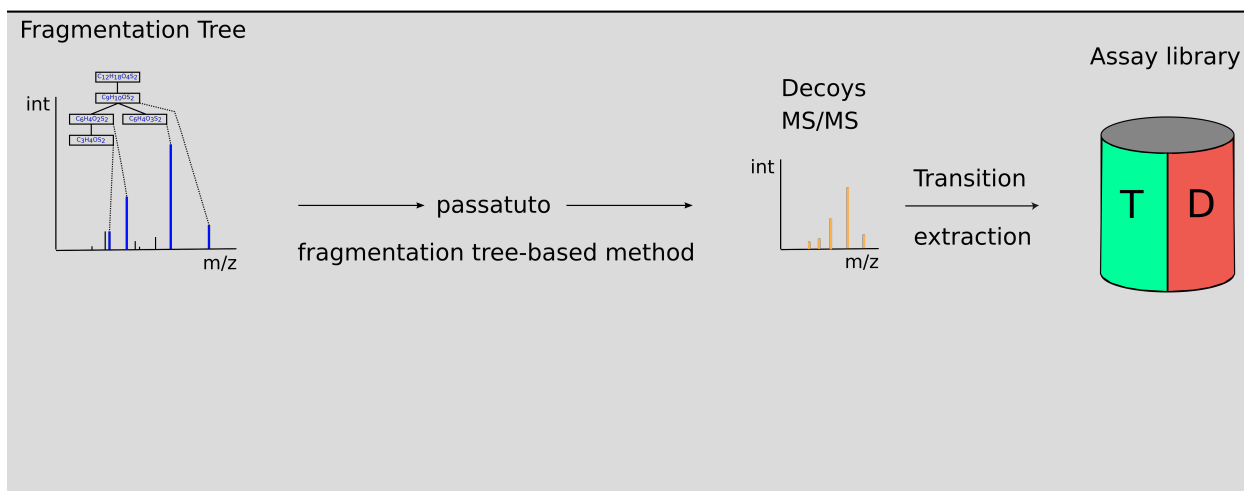 Fragmentation Tree
Assay library
C12H18O4S2
C9H10OS2
C6H4O2S2 C6H4O3S2
C3H4OS2
int
m/z
passatuto
fragmentation tree-based method
Decoys
MS/MS
int
m/z
Transition
extraction
T D